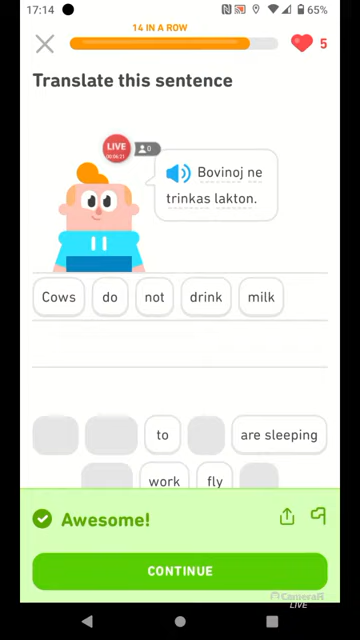 17:14
65%
14 IN A ROW
5
Translate this sentence
LIVE
0
Bovinoj ne
trinkas lakton.
Cows do not drink milk
to are sleeping
work fly
Awesome!
CONTINUE
CameraFi
LIVE